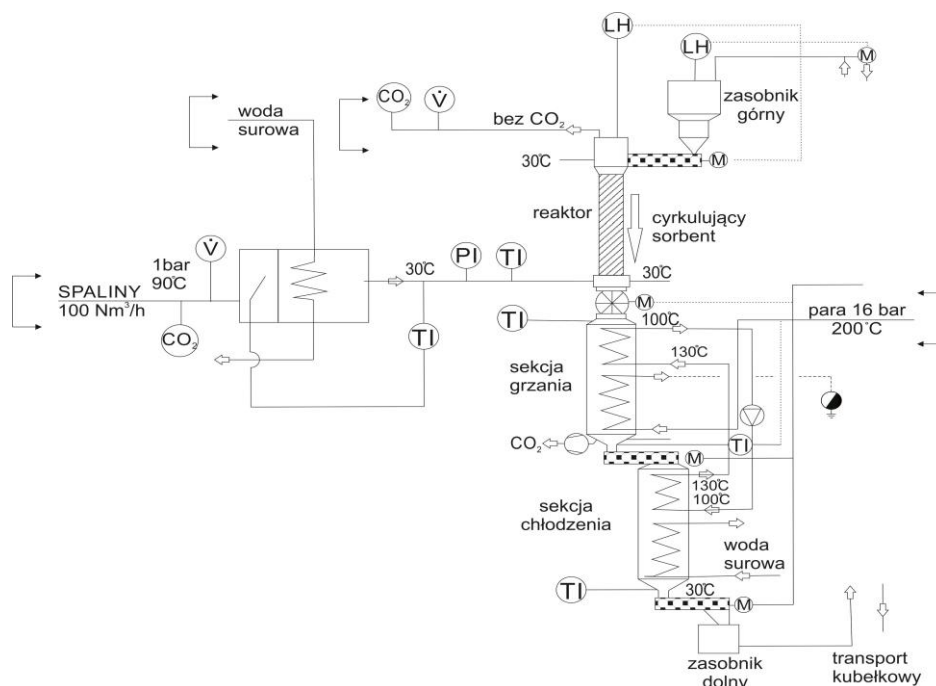 LH
LH
M
zasobnik
górny
CO₂
V̇
woda
surowa
bez CO₂
30°C
M
reaktor
cyrkulujący
sorbent
V̇
1bar
90°C
SPALINY
100 Nm³/h
CO₂
30°C
PI
TI
30°C
M
TI
TI
100°C
para 16 bar
200°C
130°C
sekcja
grzania
CO₂
TI
M
130°C
100°C
sekcja
chłodzenia
woda
surowa
TI
30°C
M
zasobnik
dolny
transport
kubełkowy